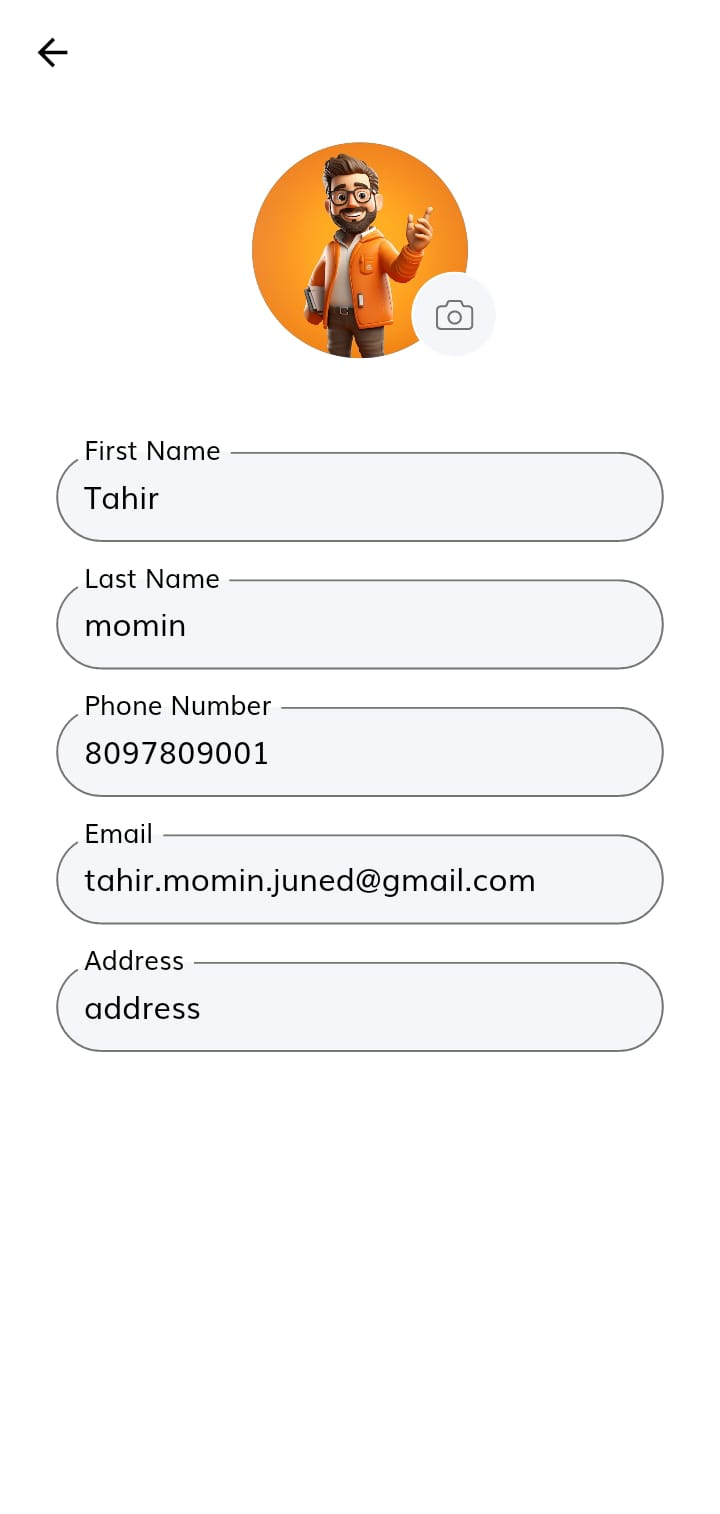 First Name
Tahir
Last Name
momin
Phone Number
8097809001
Email
tahir.momin.juned@gmail.com
Address
address